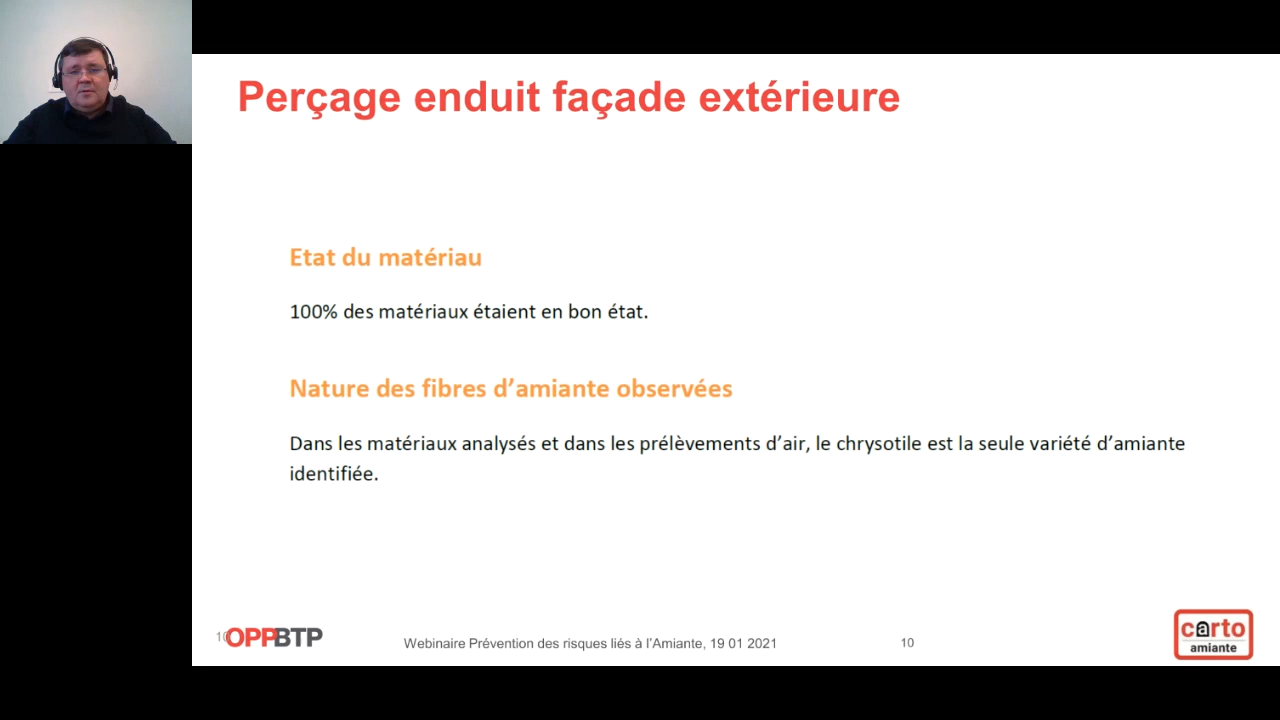 Perçage enduit façade extérieure
Etat du matériau
100% des matériaux étaient en bon état.
Nature des fibres d’amiante observées
Dans les matériaux analysés et dans les prélèvements d’air, le chrysotile est la seule variété d’amiante
identifiée.
10
OPPBTP
Webinaire Prévention des risques liés à l’Amiante, 19 01 2021
10
carto
amiante